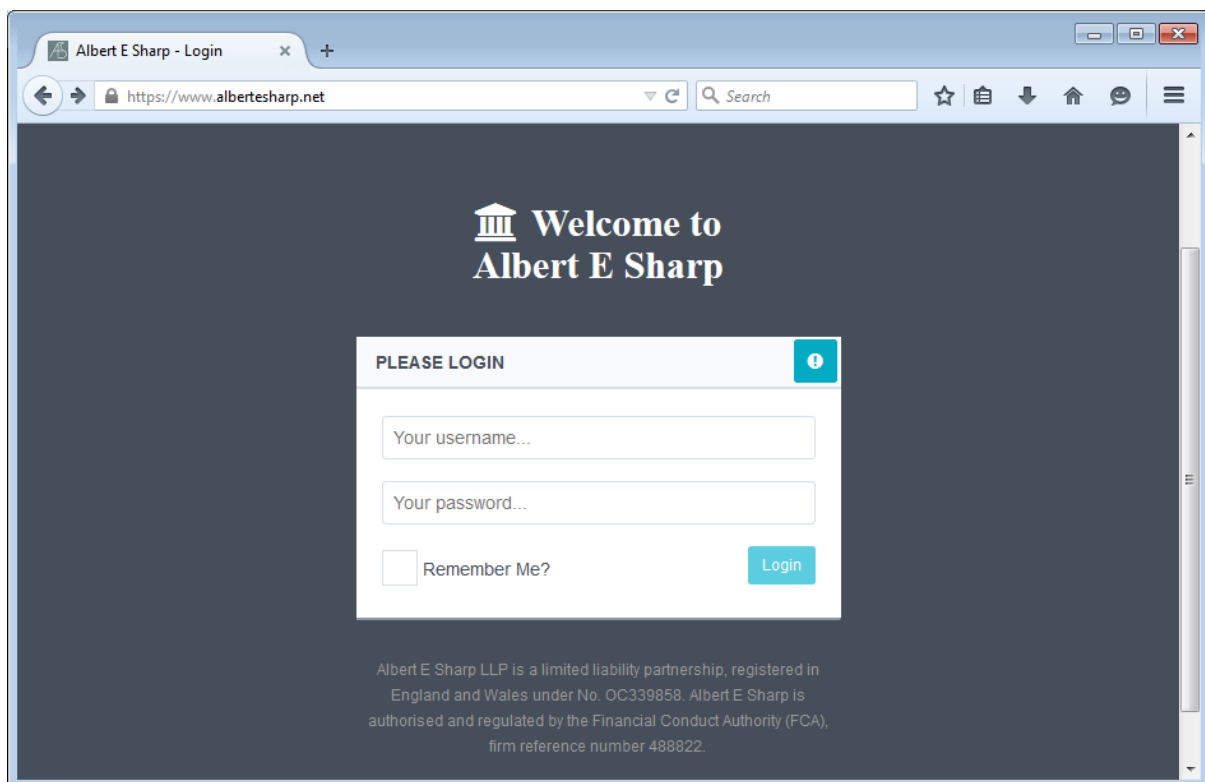 Albert E Sharp - Login
https://www.albertesharp.net
Search
Welcome to
Albert E Sharp
PLEASE LOGIN
Your username...
Your password...
Remember Me?
Login
Albert E Sharp LLP is a limited liability partnership, registered in
England and Wales under No. OC339858. Albert E Sharp is
authorised and regulated by the Financial Conduct Authority (FCA),
firm reference number 488822.